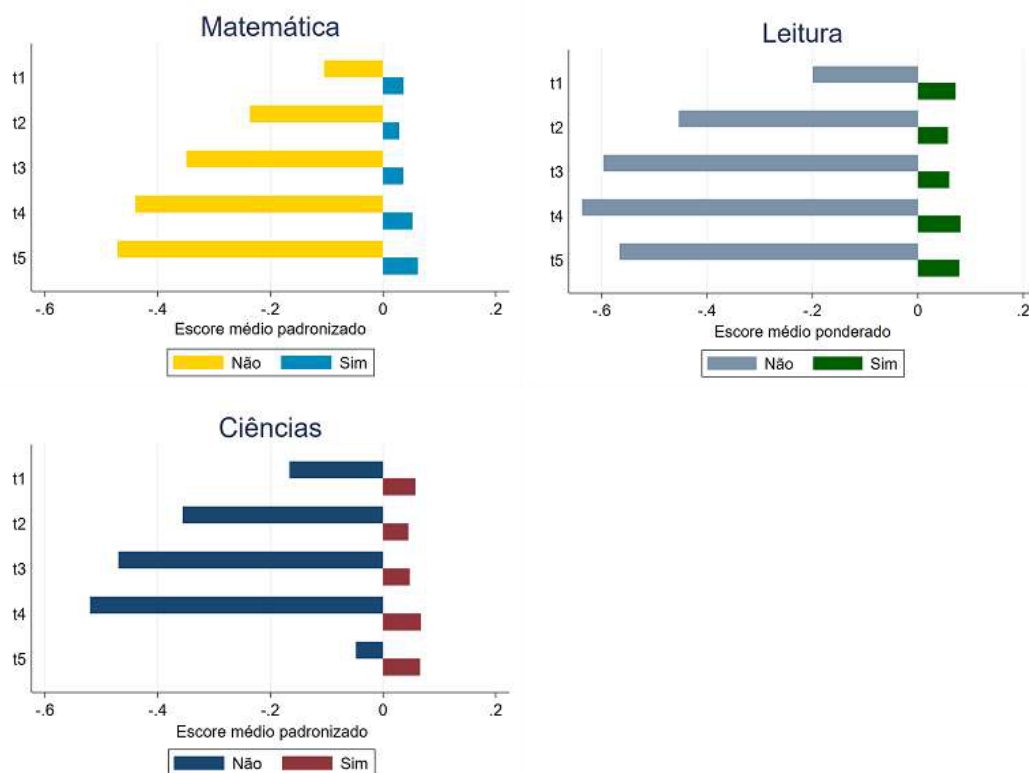 Matemática
t1
t2
t3
t4
t5
-.6 -.4 -.2 0 .2
Escore médio padronizado
Não Sim
Leitura
t1
t2
t3
t4
t5
-.6 -.4 -.2 0 .2
Escore médio ponderado
Não Sim
Ciências
t1
t2
t3
t4
t5
-.6 -.4 -.2 0 .2
Escore médio padronizado
Não Sim